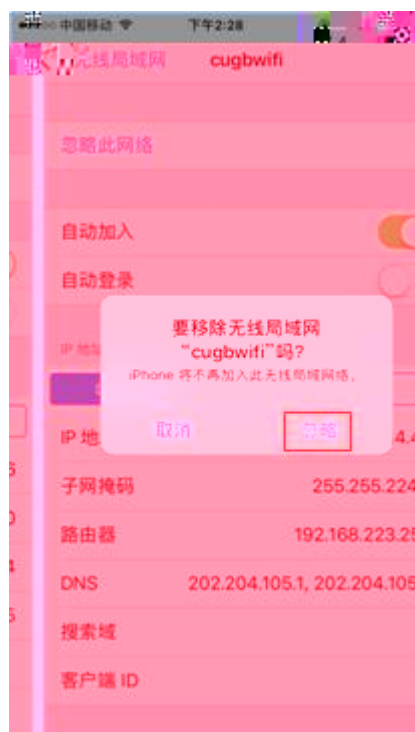 中国移动 下午2:28
无线局域网 cugbwifi
忽略此网络
自动加入
自动登录
要移除无线局域网
“cugbwifi”吗?
iPhone 将不再加入此无线局域网络。
取消 忽略
IP 地
子网掩码 255.255.224
路由器 192.168.223.25
DNS 202.204.105.1, 202.204.105
搜索域
客户端 ID